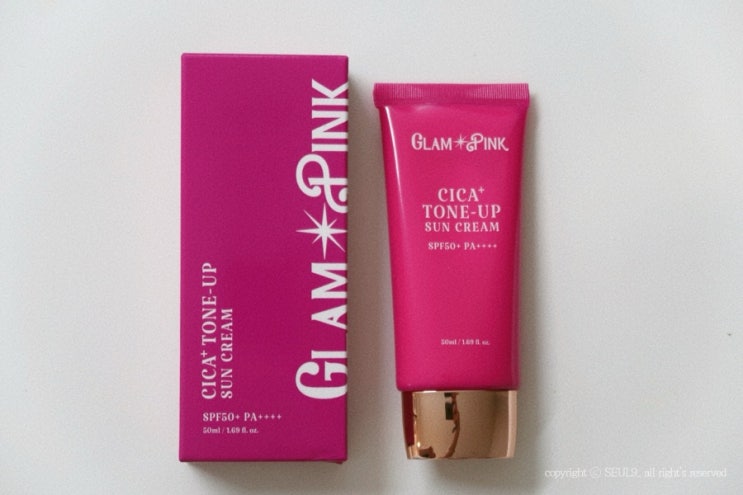 GLAM PINK
CICA+ TONE-UP
SUN CREAM
SPF50+ PA++++
50ml / 1.69 fl. oz.
GLAM PINK
CICA+
TONE-UP
SUN CREAM
SPF50+ PA++++
50ml / 1.69 fl. oz.
copyright ⓒ SEUL9_ all right's reserved